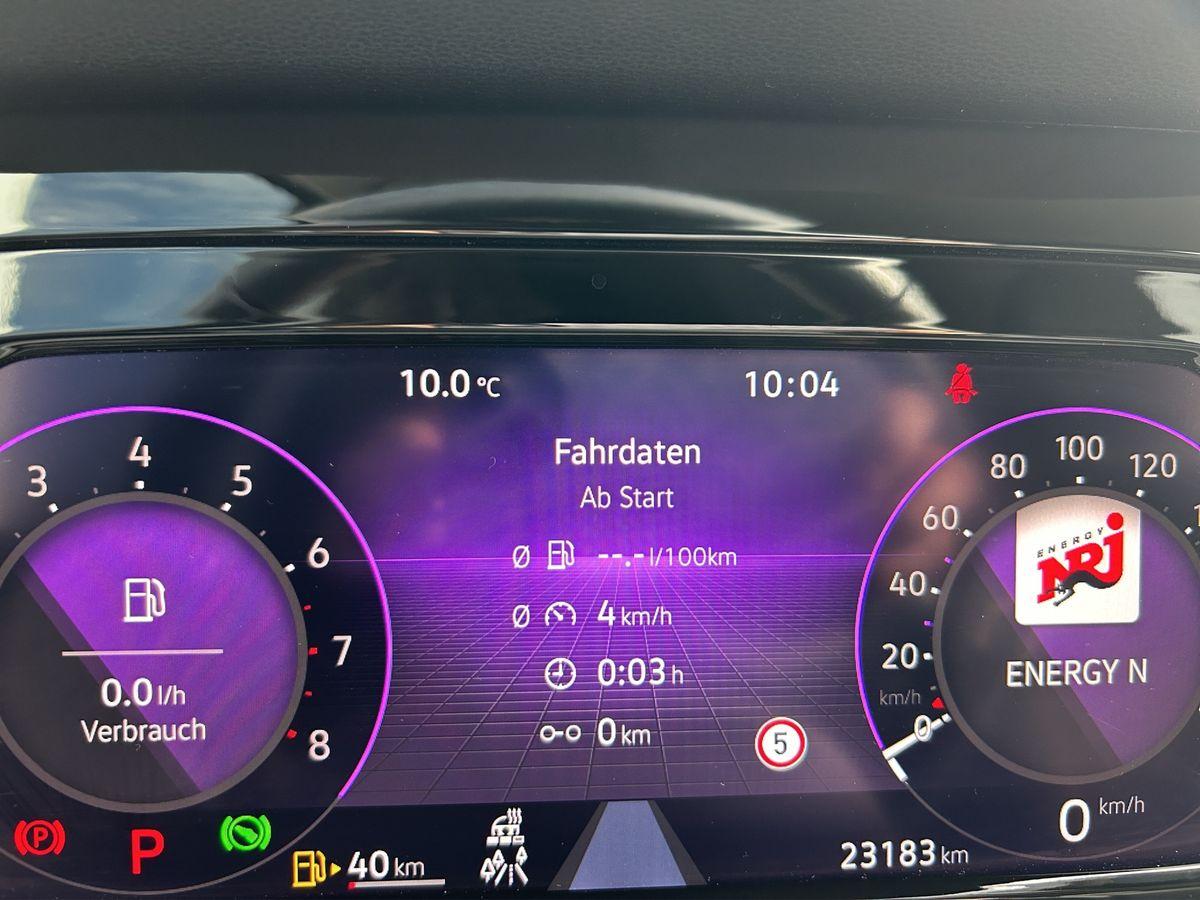 10.0 °C
10:04
Fahrdaten
Ab Start
Ø --.- l/100km
Ø 4 km/h
0:03 h
0 km
5
3
4
5
6
7
8
0.0 l/h
Verbrauch
0
20
40
60
80
100
120
km/h
ENERGY
NRJ
ENERGY N
0 km/h
P
P
40 km
23183 km